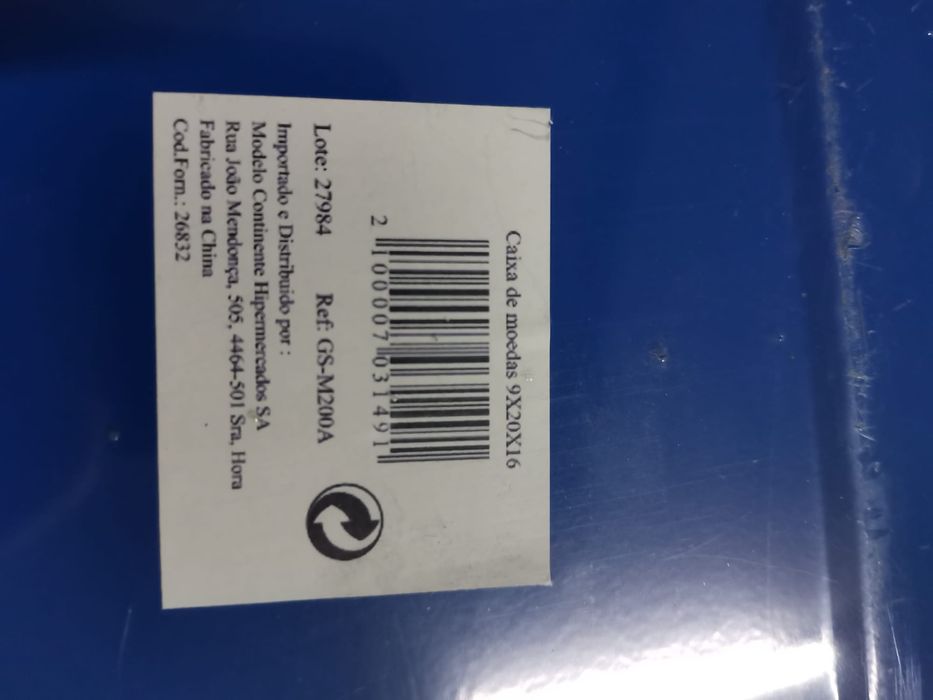 Caixa de moedas 9X20X16
2 100007 031491
Lote: 27984 Ref: GS-M200A
Importado e Distribuido por :
Modelo Continente Hipermercados SA
Rua João Mendonça, 505, 4464-501 Sra, Hora
Fabricado na China
Cod.Forn.: 26832